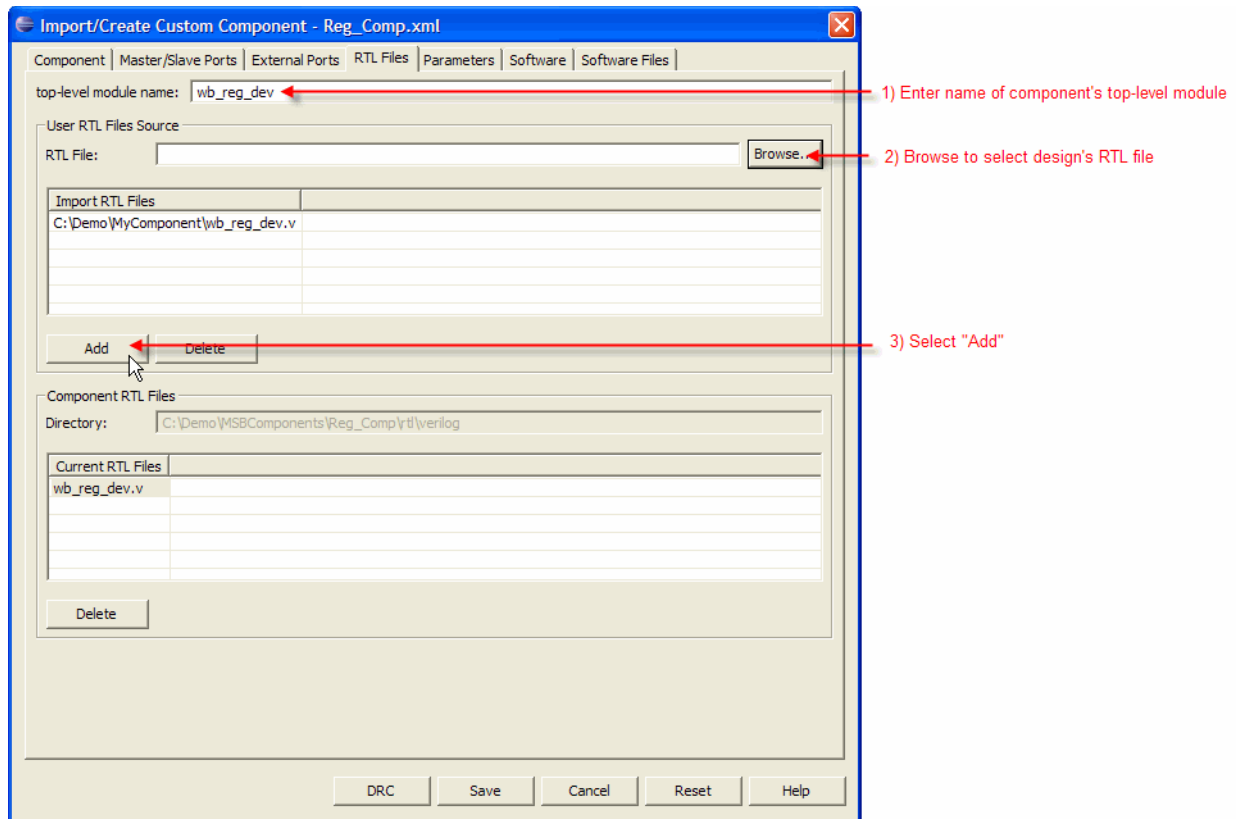 Import/Create Custom Component - Reg_Comp.xml
Component Master/Slave Ports External Ports RTL Files Parameters Software Software Files
top-level module name: wb_reg_dev
1) Enter name of component's top-level module
User RTL Files Source
RTL File: Browse...
2) Browse to select design's RTL file
Import RTL Files
C:\Demo\MyComponent\wb_reg_dev.v
Add Delete
3) Select "Add"
Component RTL Files
Directory: C:\Demo\MSBComponents\Reg_Comp\rtl\verilog
Current RTL Files
wb_reg_dev.v
Delete
DRC Save Cancel Reset Help